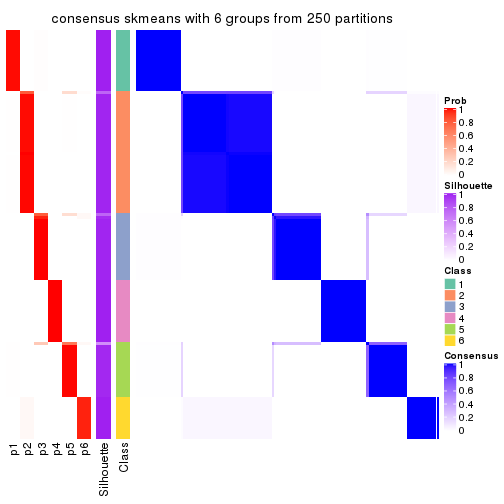 consensus skmeans with 6 groups from 250 partitions
Prob
1
0.8
0.6
0.4
0.2
0
Silhouette
1
0.8
0.6
0.4
0.2
0
Class
1
2
3
4
5
6
Consensus
1
0.8
0.6
0.4
0.2
0
p1
p2
p3
p4
p5
p6
Silhouette
Class